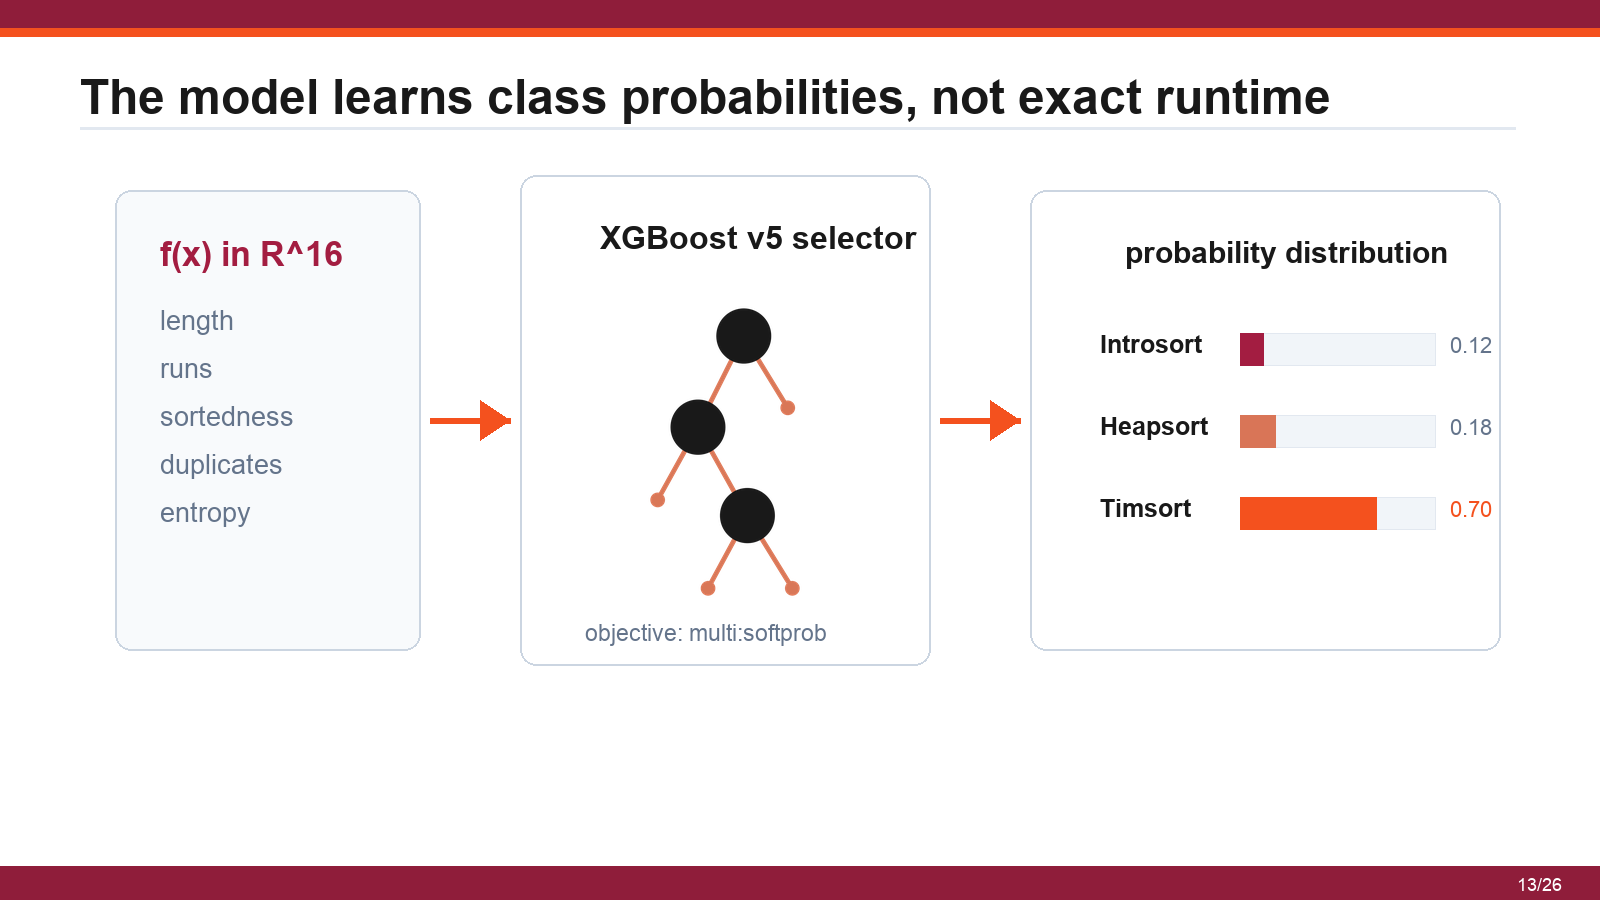 The model learns class probabilities, not exact runtime
f(x) in R^16
length
runs
sortedness
duplicates
entropy
XGBoost v5 selector
objective: multi:softprob
probability distribution
Introsort 0.12
Heapsort 0.18
Timsort 0.70
13/26